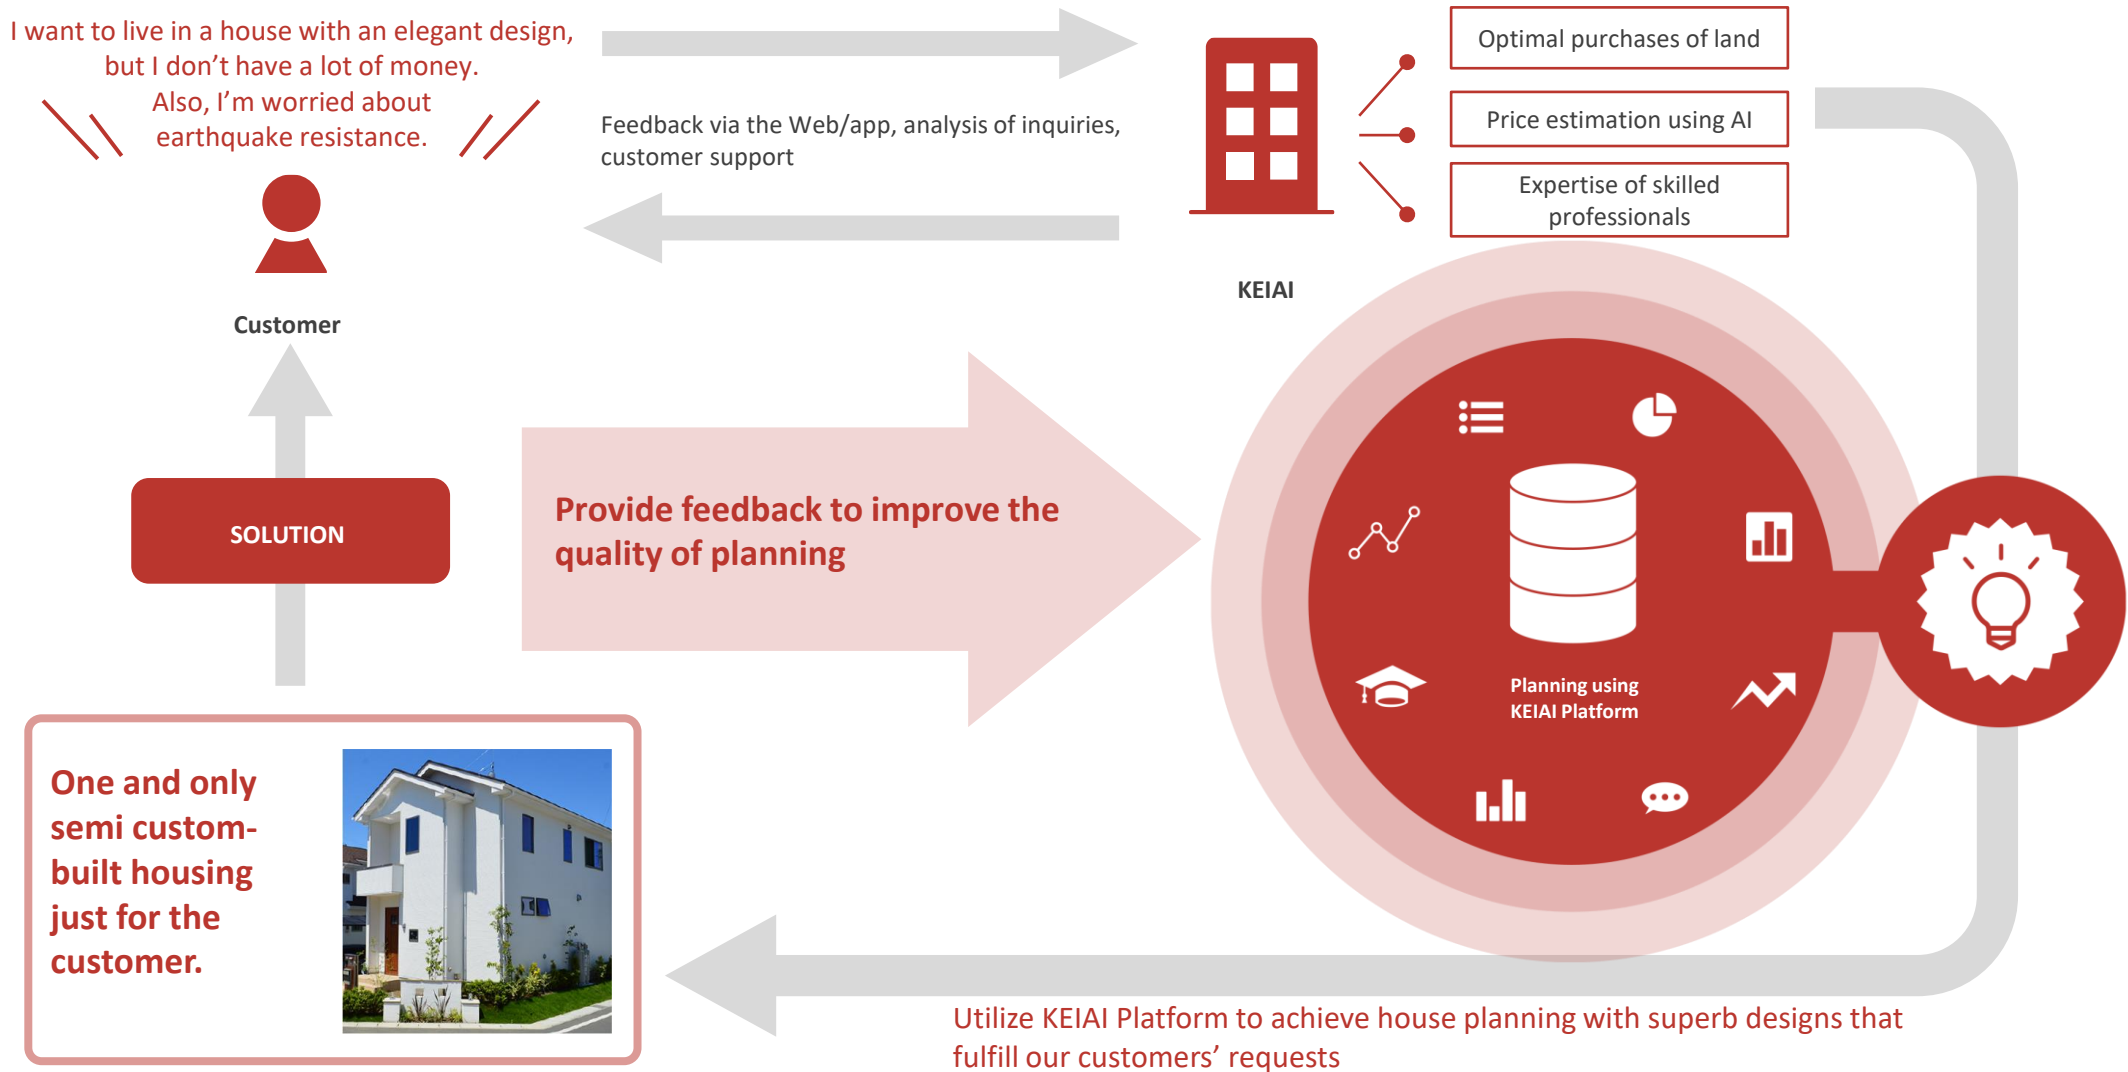 I want to live in a house with an elegant design,
but I don’t have a lot of money.
Also, I’m worried about
earthquake resistance.
Customer
Feedback via the Web/app, analysis of inquiries,
customer support
KEIAI
Optimal purchases of land
Price estimation using AI
Expertise of skilled
professionals
SOLUTION
Provide feedback to improve the
quality of planning
Planning using
KEIAI Platform
One and only
semi custom-
built housing
just for the
customer.
Utilize KEIAI Platform to achieve house planning with superb designs that
fulfill our customers’ requests